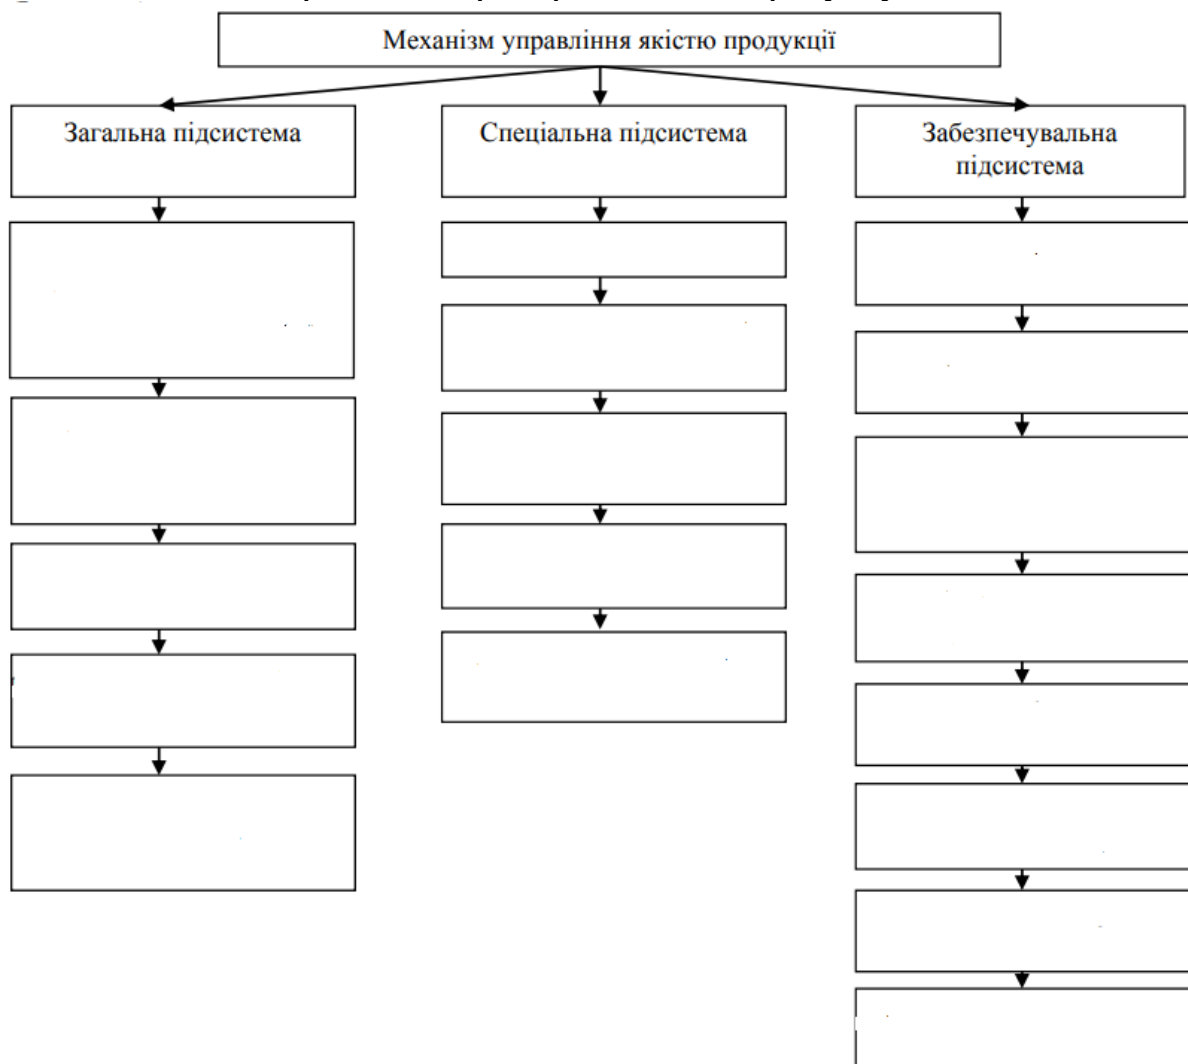 Механізм управління якістю продукції
Загальна підсистема
Спеціальна підсистема
Забезпечувальна
підсистема